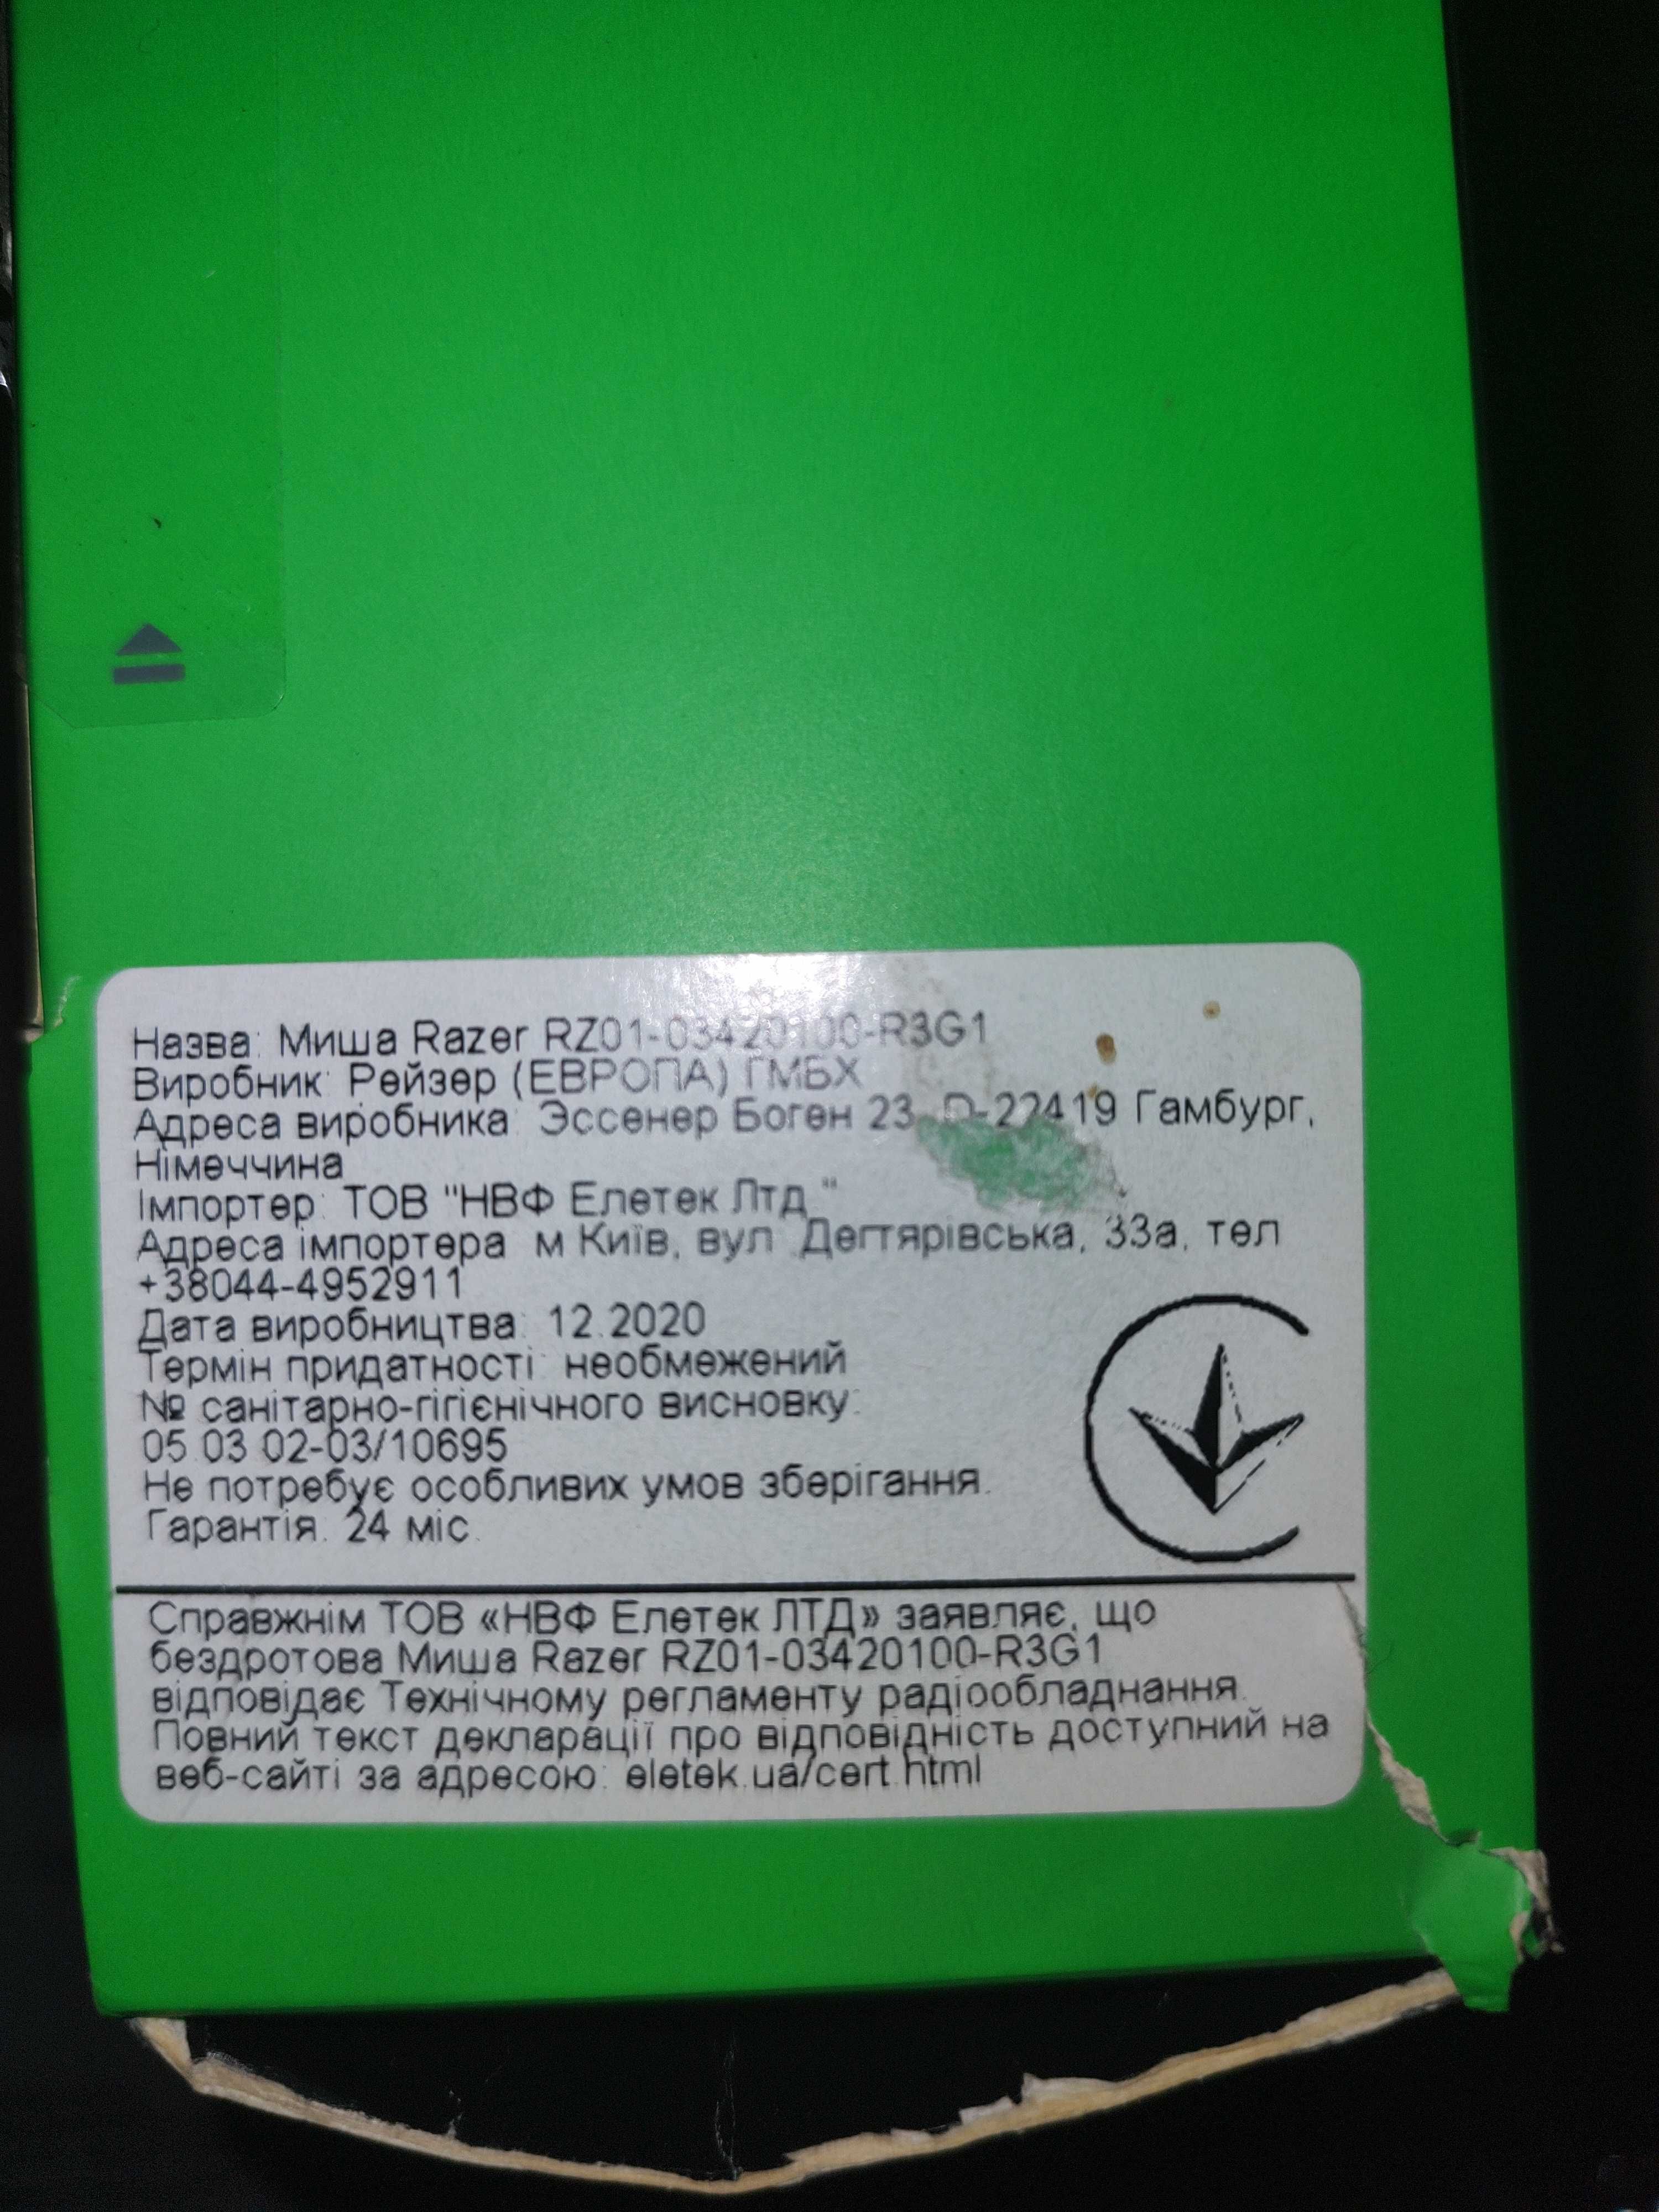 Назва: Миша Razer RZ01-03420100-R3G1
Виробник: Рейзер (ЕВРОПА) ГМБХ
Адреса виробника: Эссенер Боген 23, D-22419 Гамбург,
Німеччина
Імпортер: ТОВ "НВФ Елетек Лтд."
Адреса імпортера: м.Київ, вул. Дегтярівська, 33а, тел.
+38044-4952911
Дата виробництва: 12.2020
Термін придатності: необмежений
№ санітарно-гігієнічного висновку:
05.03.02-03/10695
Не потребує особливих умов зберігання.
Гарантія: 24 міс.
Справжнім ТОВ «НВФ Елетек ЛТД» заявляє, що
бездротова Миша Razer RZ01-03420100-R3G1
відповідає Технічному регламенту радіообладнання.
Повний текст декларації про відповідність доступний на
веб-сайті за адресою: eletek.ua/cert.html